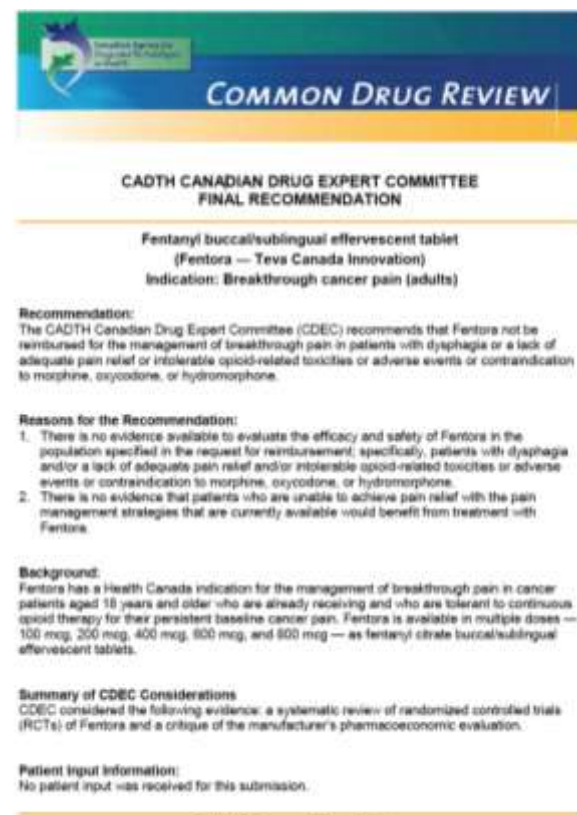 Canadian Agency for
Drugs and Technologies
in Health
COMMON DRUG REVIEW
CADTH CANADIAN DRUG EXPERT COMMITTEE
FINAL RECOMMENDATION
Fentanyl buccal/sublingual effervescent tablet
(Fentora — Teva Canada Innovation)
Indication: Breakthrough cancer pain (adults)
Recommendation:
The CADTH Canadian Drug Expert Committee (CDEC) recommends that Fentora not be
reimbursed for the management of breakthrough pain in patients with dysphagia or a lack of
adequate pain relief or intolerable opioid-related toxicities or adverse events or contraindication
to morphine, oxycodone, or hydromorphone.
Reasons for the Recommendation:
1. There is no evidence available to evaluate the efficacy and safety of Fentora in the
population specified in the request for reimbursement; specifically, patients with dysphagia
and/or a lack of adequate pain relief and/or intolerable opioid-related toxicities or adverse
events or contraindication to morphine, oxycodone, or hydromorphone.
2. There is no evidence that patients who are unable to achieve pain relief with the pain
management strategies that are currently available would benefit from treatment with
Fentora.
Background:
Fentora has a Health Canada indication for the management of breakthrough pain in cancer
patients aged 18 years and older who are already receiving and who are tolerant to continuous
opioid therapy for their persistent baseline cancer pain. Fentora is available in multiple doses —
100 mcg, 200 mcg, 400 mcg, 600 mcg, and 800 mcg — as fentanyl citrate buccal/sublingual
effervescent tablets.
Summary of CDEC Considerations
CDEC considered the following evidence: a systematic review of randomized controlled trials
(RCTs) of Fentora and a critique of the manufacturer's pharmacoeconomic evaluation.
Patient Input Information:
No patient input was received for this submission.